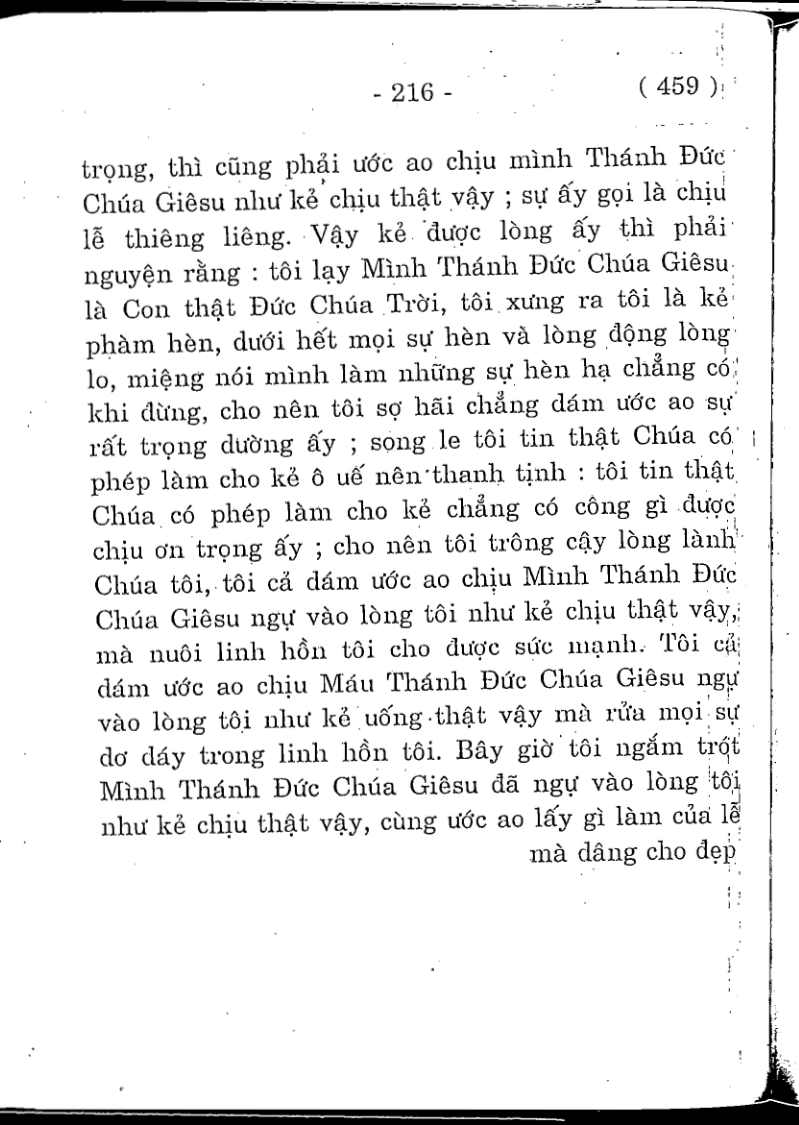 - 216 -
( 459 )
trọng, thì cũng phải ước ao chịu mình Thánh Đức
Chúa Giêsu như kẻ chịu thật vậy ; sự ấy gọi là chịu
lễ thiêng liêng. Vậy kẻ được lòng ấy thì phải
nguyện rằng : tôi lạy Mình Thánh Đức Chúa Giêsu
là Con thật Đức Chúa Trời, tôi xưng ra tôi là kẻ
phàm hèn, dưới hết mọi sự hèn và lòng động lòng
lo, miệng nói mình làm những sự hèn hạ chẳng có
khi đừng, cho nên tôi sợ hãi chẳng dám ước ao sự
rất trọng dường ấy ; song le tôi tin thật Chúa có
phép làm cho kẻ ô uế nên thanh tịnh : tôi tin thật
Chúa có phép làm cho kẻ chẳng có công gì được
chịu ơn trọng ấy ; cho nên tôi trông cậy lòng lành
Chúa tôi, tôi cả dám ước ao chịu Mình Thánh Đức
Chúa Giêsu ngự vào lòng tôi như kẻ chịu thật vậy,
mà nuôi linh hồn tôi cho được sức mạnh. Tôi cả
dám ước ao chịu Máu Thánh Đức Chúa Giêsu ngự
vào lòng tôi như kẻ uống thật vậy mà rửa mọi sự
dơ dáy trong linh hồn tôi. Bây giờ tôi ngắm trót
Mình Thánh Đức Chúa Giêsu đã ngự vào lòng tôi
như kẻ chịu thật vậy, cùng ước ao lấy gì làm của lễ
mà dâng cho đẹp